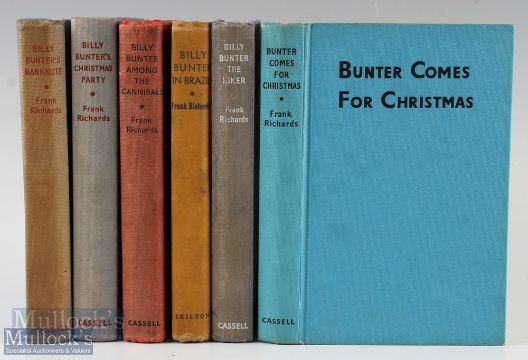 BILLY
BUNTER'S
BANKNOTE
Frank
Richards
BILLY
BUNTER'S
CHRISTMAS
PARTY
Frank
Richards
CASSELL
BILLY
BUNTER
AMONG
THE
CANNIBALS
Frank
Richards
CASSELL
BILLY
BUNTER
IN BRAZIL
Frank Richards
SKILTON
BILLY
BUNTER
THE
HIKER
Frank
Richards
CASSELL
BUNTER
COMES
FOR
CHRISTMAS
Frank
Richards
CASSELL
BUNTER COMES
FOR CHRISTMAS
Mullock's
Mullock's
Specialist Auctioneers & Valuers